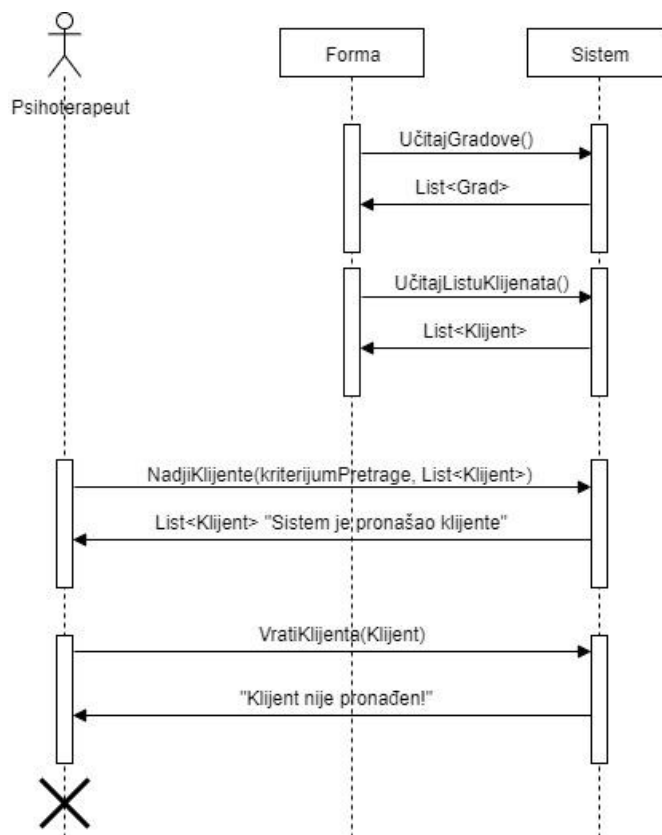 Forma
Sistem
Psihoterapeut
UčitajGradove()
List<Grad>
UčitajListuKlijenata()
List<Klijent>
NadjiKlijente(kriterijumPretrage, List<Klijent>)
List<Klijent> "Sistem je pronašao klijente"
VratiKlijenta(Klijent)
"Klijent nije pronađen!"